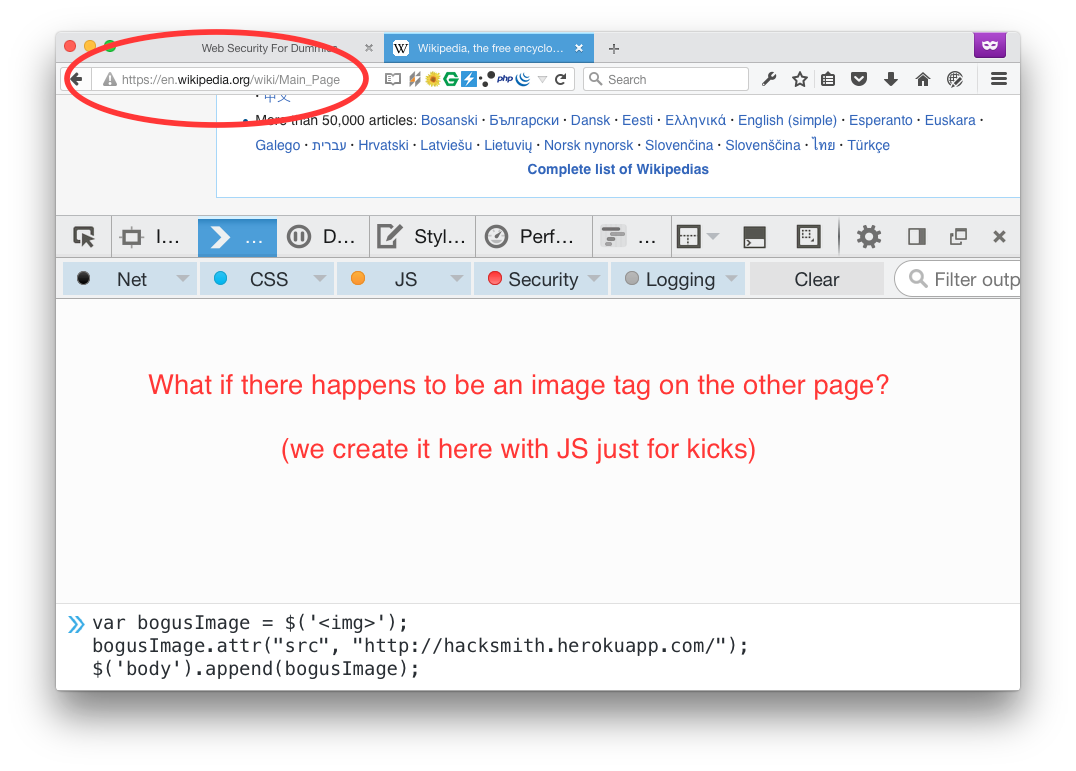 Web Security For Dummies
Wikipedia, the free encyclo...
https://en.wikipedia.org/wiki/Main_Page
php
Search
· 中文
• More than 50,000 articles: Bosanski · Български · Dansk · Eesti · Ελληνικά · English (simple) · Esperanto · Euskara ·
Galego · עברית · Hrvatski · Latviešu · Lietuvių · Norsk nynorsk · Slovenčina · Slovenščina · ไทย · Türkçe
Complete list of Wikipedias
I... ... D... Styl... Perf... ...
Net CSS JS Security Logging Clear Filter outp
What if there happens to be an image tag on the other page?
(we create it here with JS just for kicks)
var bogusImage = $('<img>');
bogusImage.attr("src", "http://hacksmith.herokuapp.com/");
$('body').append(bogusImage);